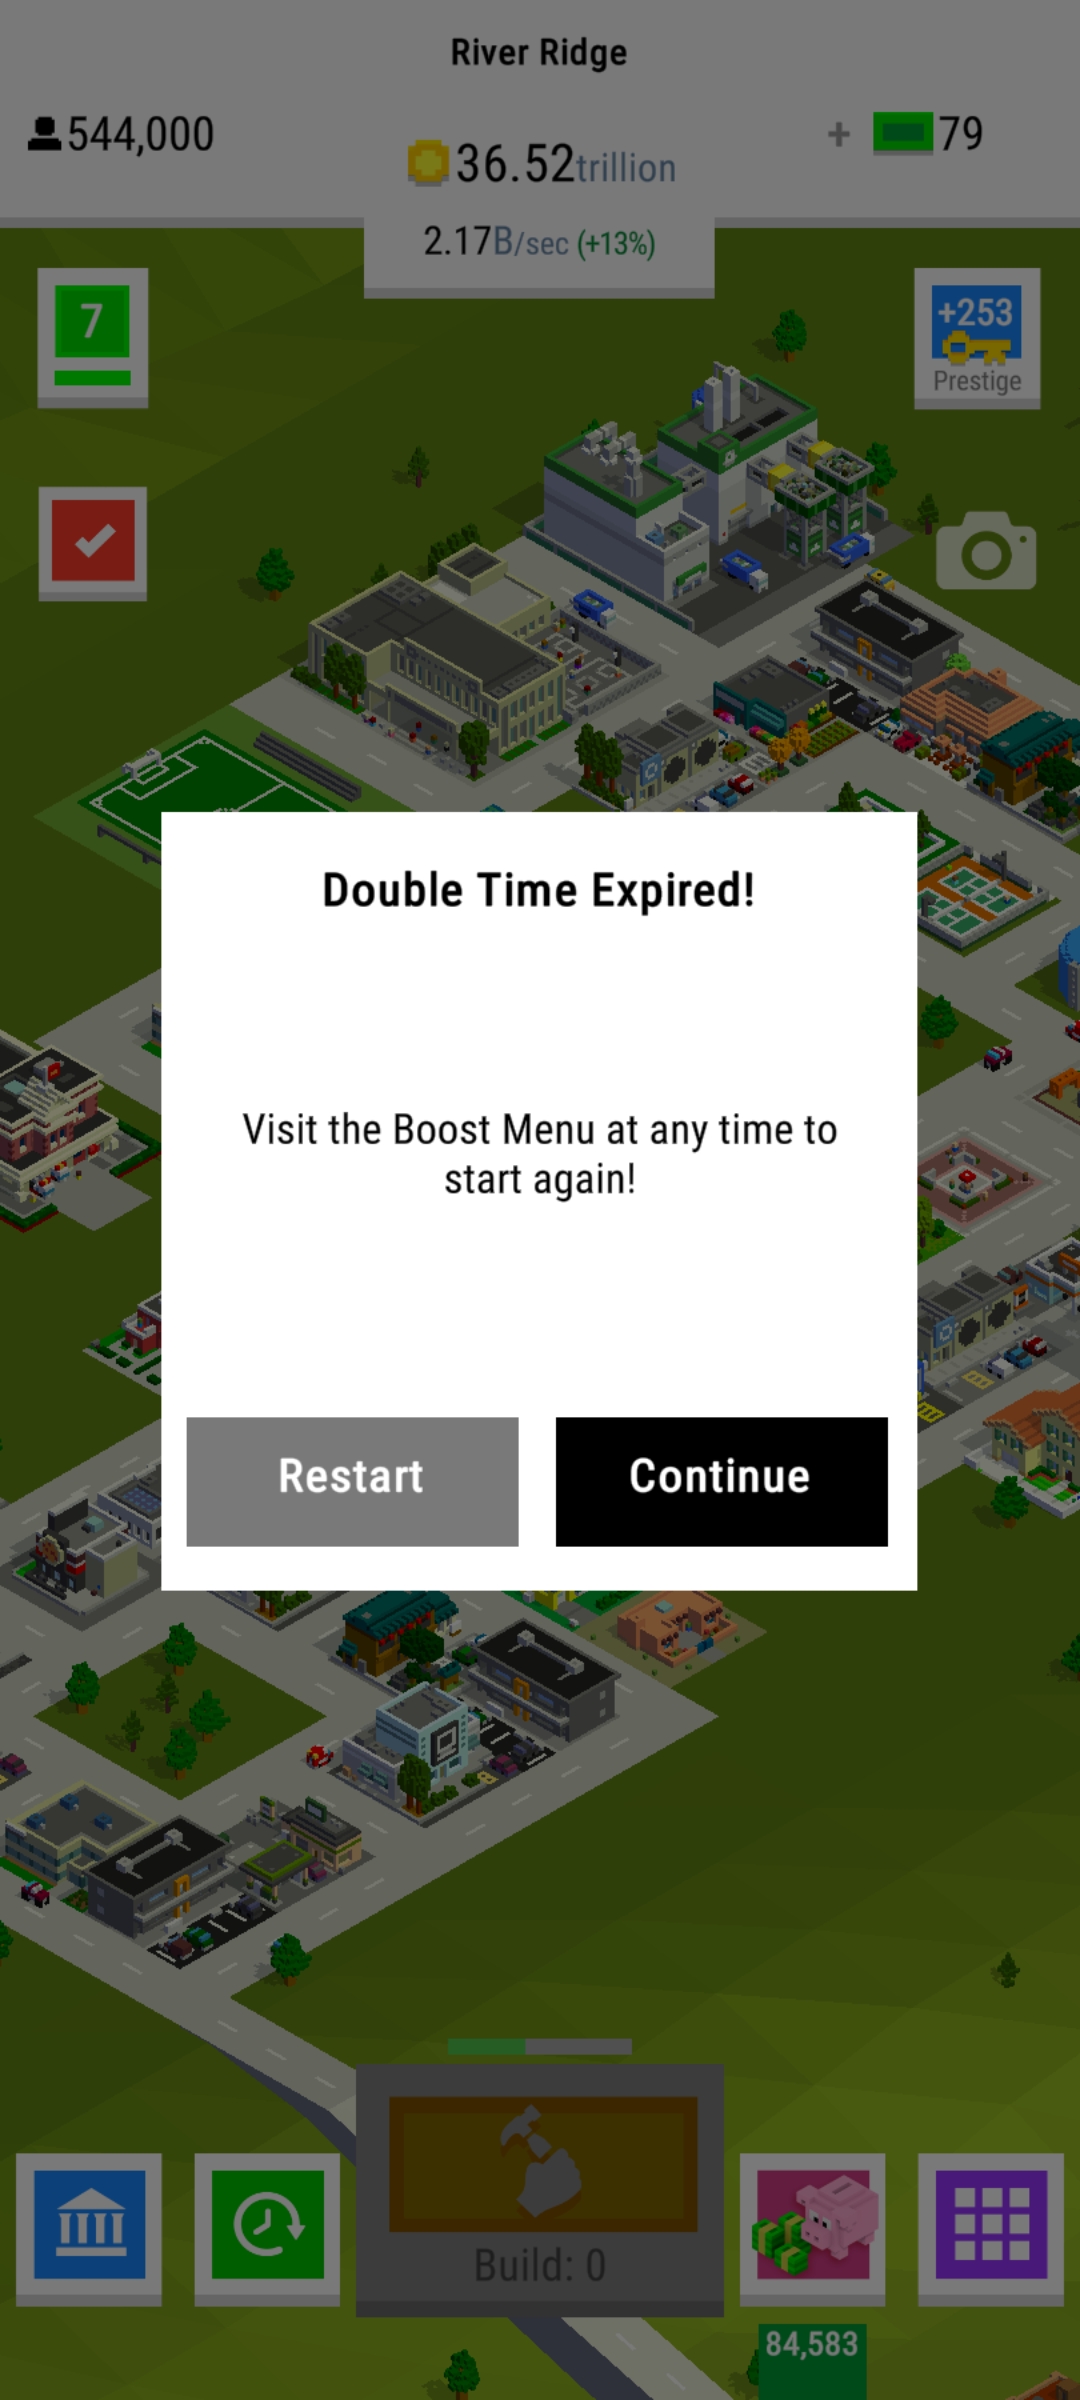 River Ridge
544,000
36.52trillion
+ 79
2.17B/sec (+13%)
7
+253
Prestige
Double Time Expired!
Visit the Boost Menu at any time to
start again!
Restart
Continue
Build: 0
84,583